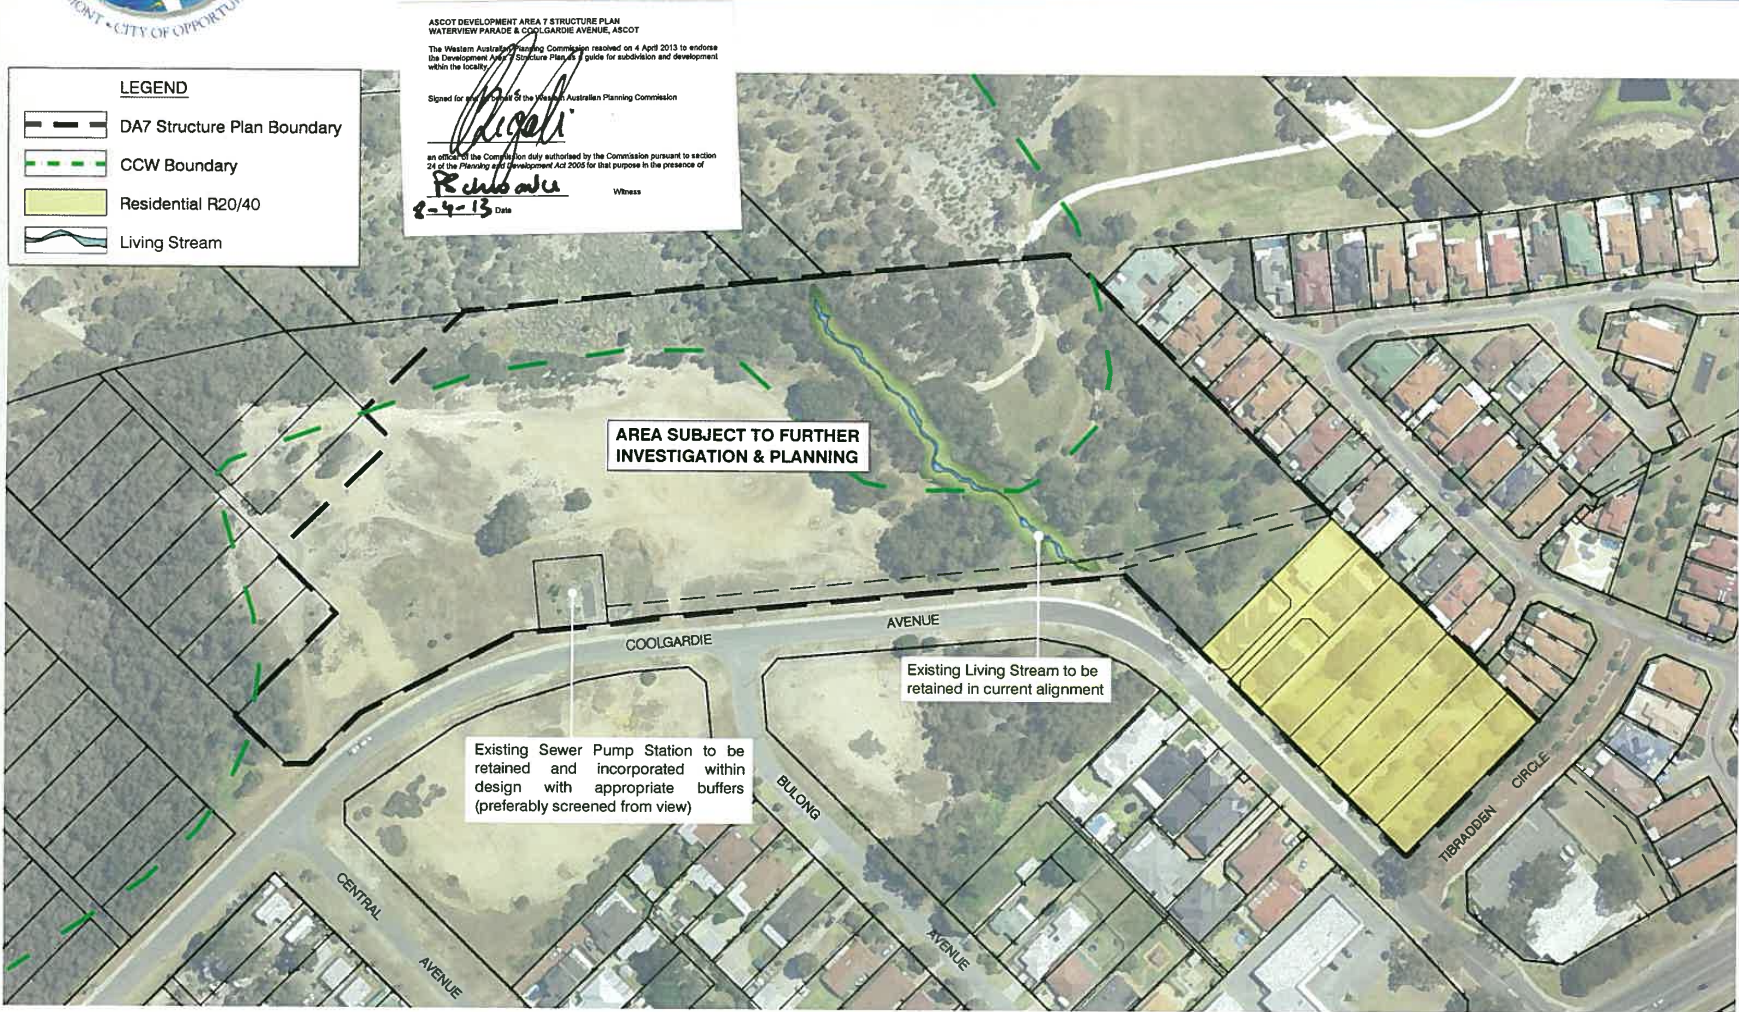 CITY OF OPPORTU
ASCOT DEVELOPMENT AREA 7 STRUCTURE PLAN
WATERVIEW PARADE & COOLGARDIE AVENUE, ASCOT
The Western Australian Planning Commission resolved on 4 April 2013 to endorse
the Development Area 7 Structure Plan as a guide for subdivision and development
within the locality.
Signed for and on behalf of the Western Australian Planning Commission
an officer of the Commission duly authorised by the Commission pursuant to section
24 of the Planning and Development Act 2005 for that purpose in the presence of
Witness
8-4-13 Date
LEGEND
DA7 Structure Plan Boundary
CCW Boundary
Residential R20/40
Living Stream
AREA SUBJECT TO FURTHER
INVESTIGATION & PLANNING
COOLGARDIE AVENUE
Existing Living Stream to be
retained in current alignment
Existing Sewer Pump Station to be
retained and incorporated within
design with appropriate buffers
(preferably screened from view)
BULONG
AVENUE
CENTRAL
AVENUE
TIBRADDEN CIRCLE